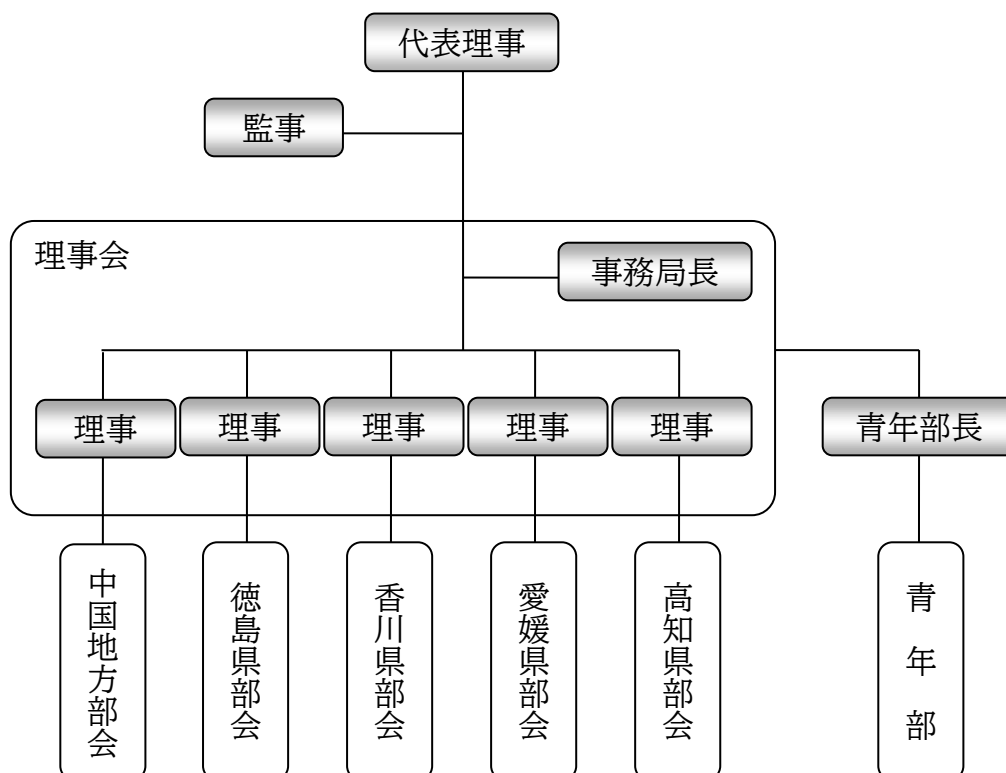 代表理事
監事
理事会
事務局長
理事
理事
理事
理事
理事
青年部長
中国地方部会
徳島県部会
香川県部会
愛媛県部会
高知県部会
青年部